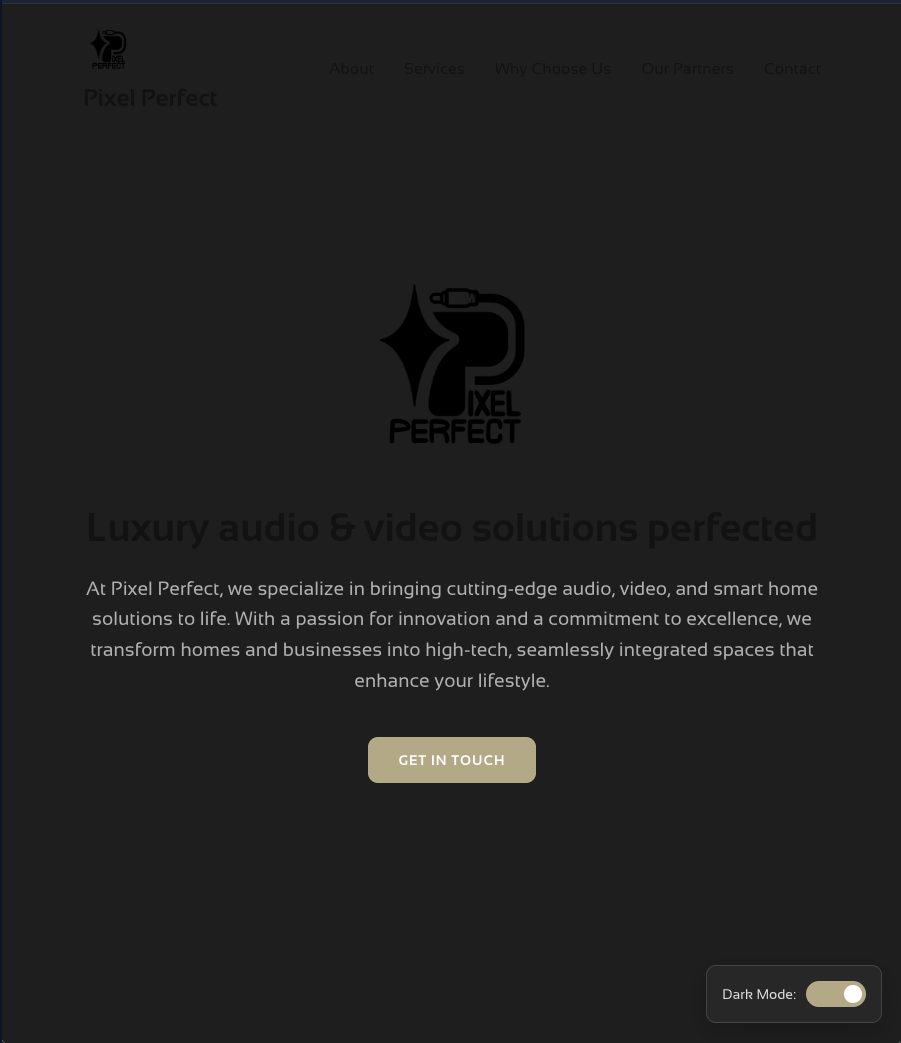 PIXEL
PERFECT
Pixel Perfect
About
Services
Why Choose Us
Our Partners
Contact
PIXEL
PERFECT
Luxury audio & video solutions perfected
At Pixel Perfect, we specialize in bringing cutting-edge audio, video, and smart home
solutions to life. With a passion for innovation and a commitment to excellence, we
transform homes and businesses into high-tech, seamlessly integrated spaces that
enhance your lifestyle.
GET IN TOUCH
Dark Mode: